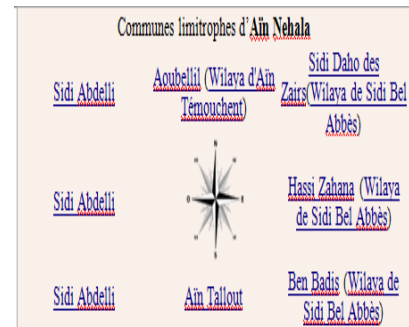 Communes limitrophes d'Aïn Nehala
Sidi Abdelli
Aoubellil (Wilaya d'Aïn
Témouchent)
Sidi Daho des
Zairs(Wilaya de Sidi Bel
Abbès)
Sidi Abdelli
Hassi Zahana (Wilaya
de Sidi Bel Abbès)
Sidi Abdelli
Aïn Tallout
Ben Badis (Wilaya de
Sidi Bel Abbès)